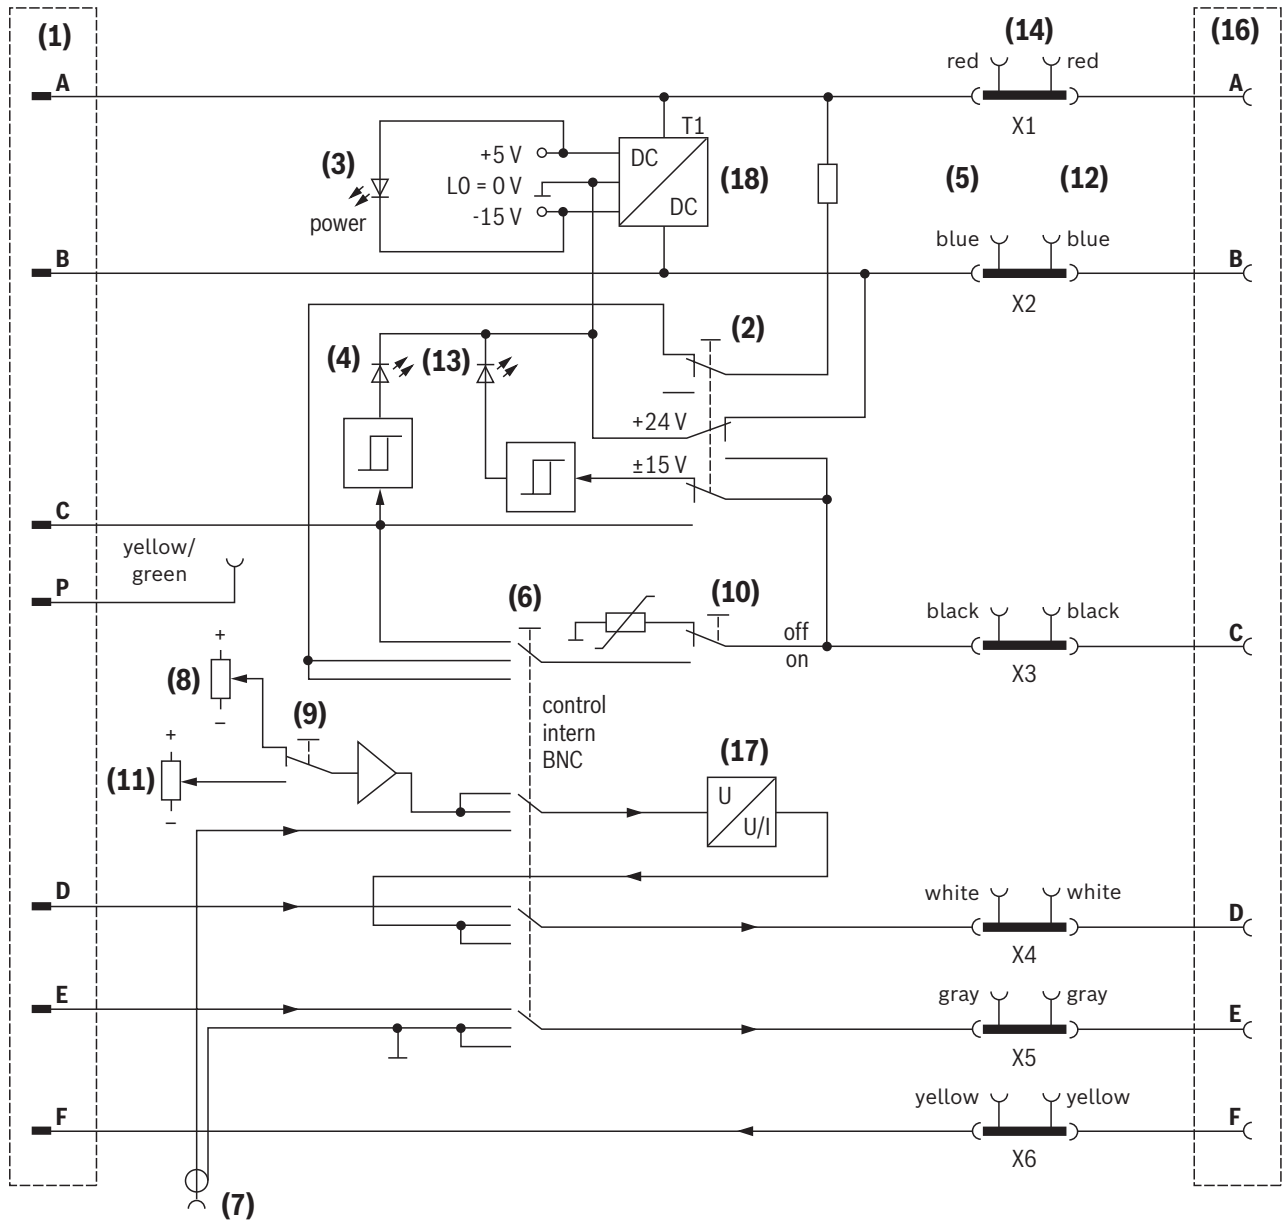 (1)
(14)
(16)
red
red
A
A
X1
T1
+5 V
DC
(3)
L0 = 0 V
(18)
(5)
(12)
-15 V
DC
power
blue
blue
B
B
X2
(2)
(4)
(13)
+24 V
±15 V
C
yellow/
green
P
(6)
(10)
black
black
off
C
on
X3
+
(8)
–
control
intern
BNC
(9)
+
(11)
–
(17)
U
U/I
D
white
white
D
X4
E
gray
gray
E
X5
yellow
yellow
F
F
X6
(7)